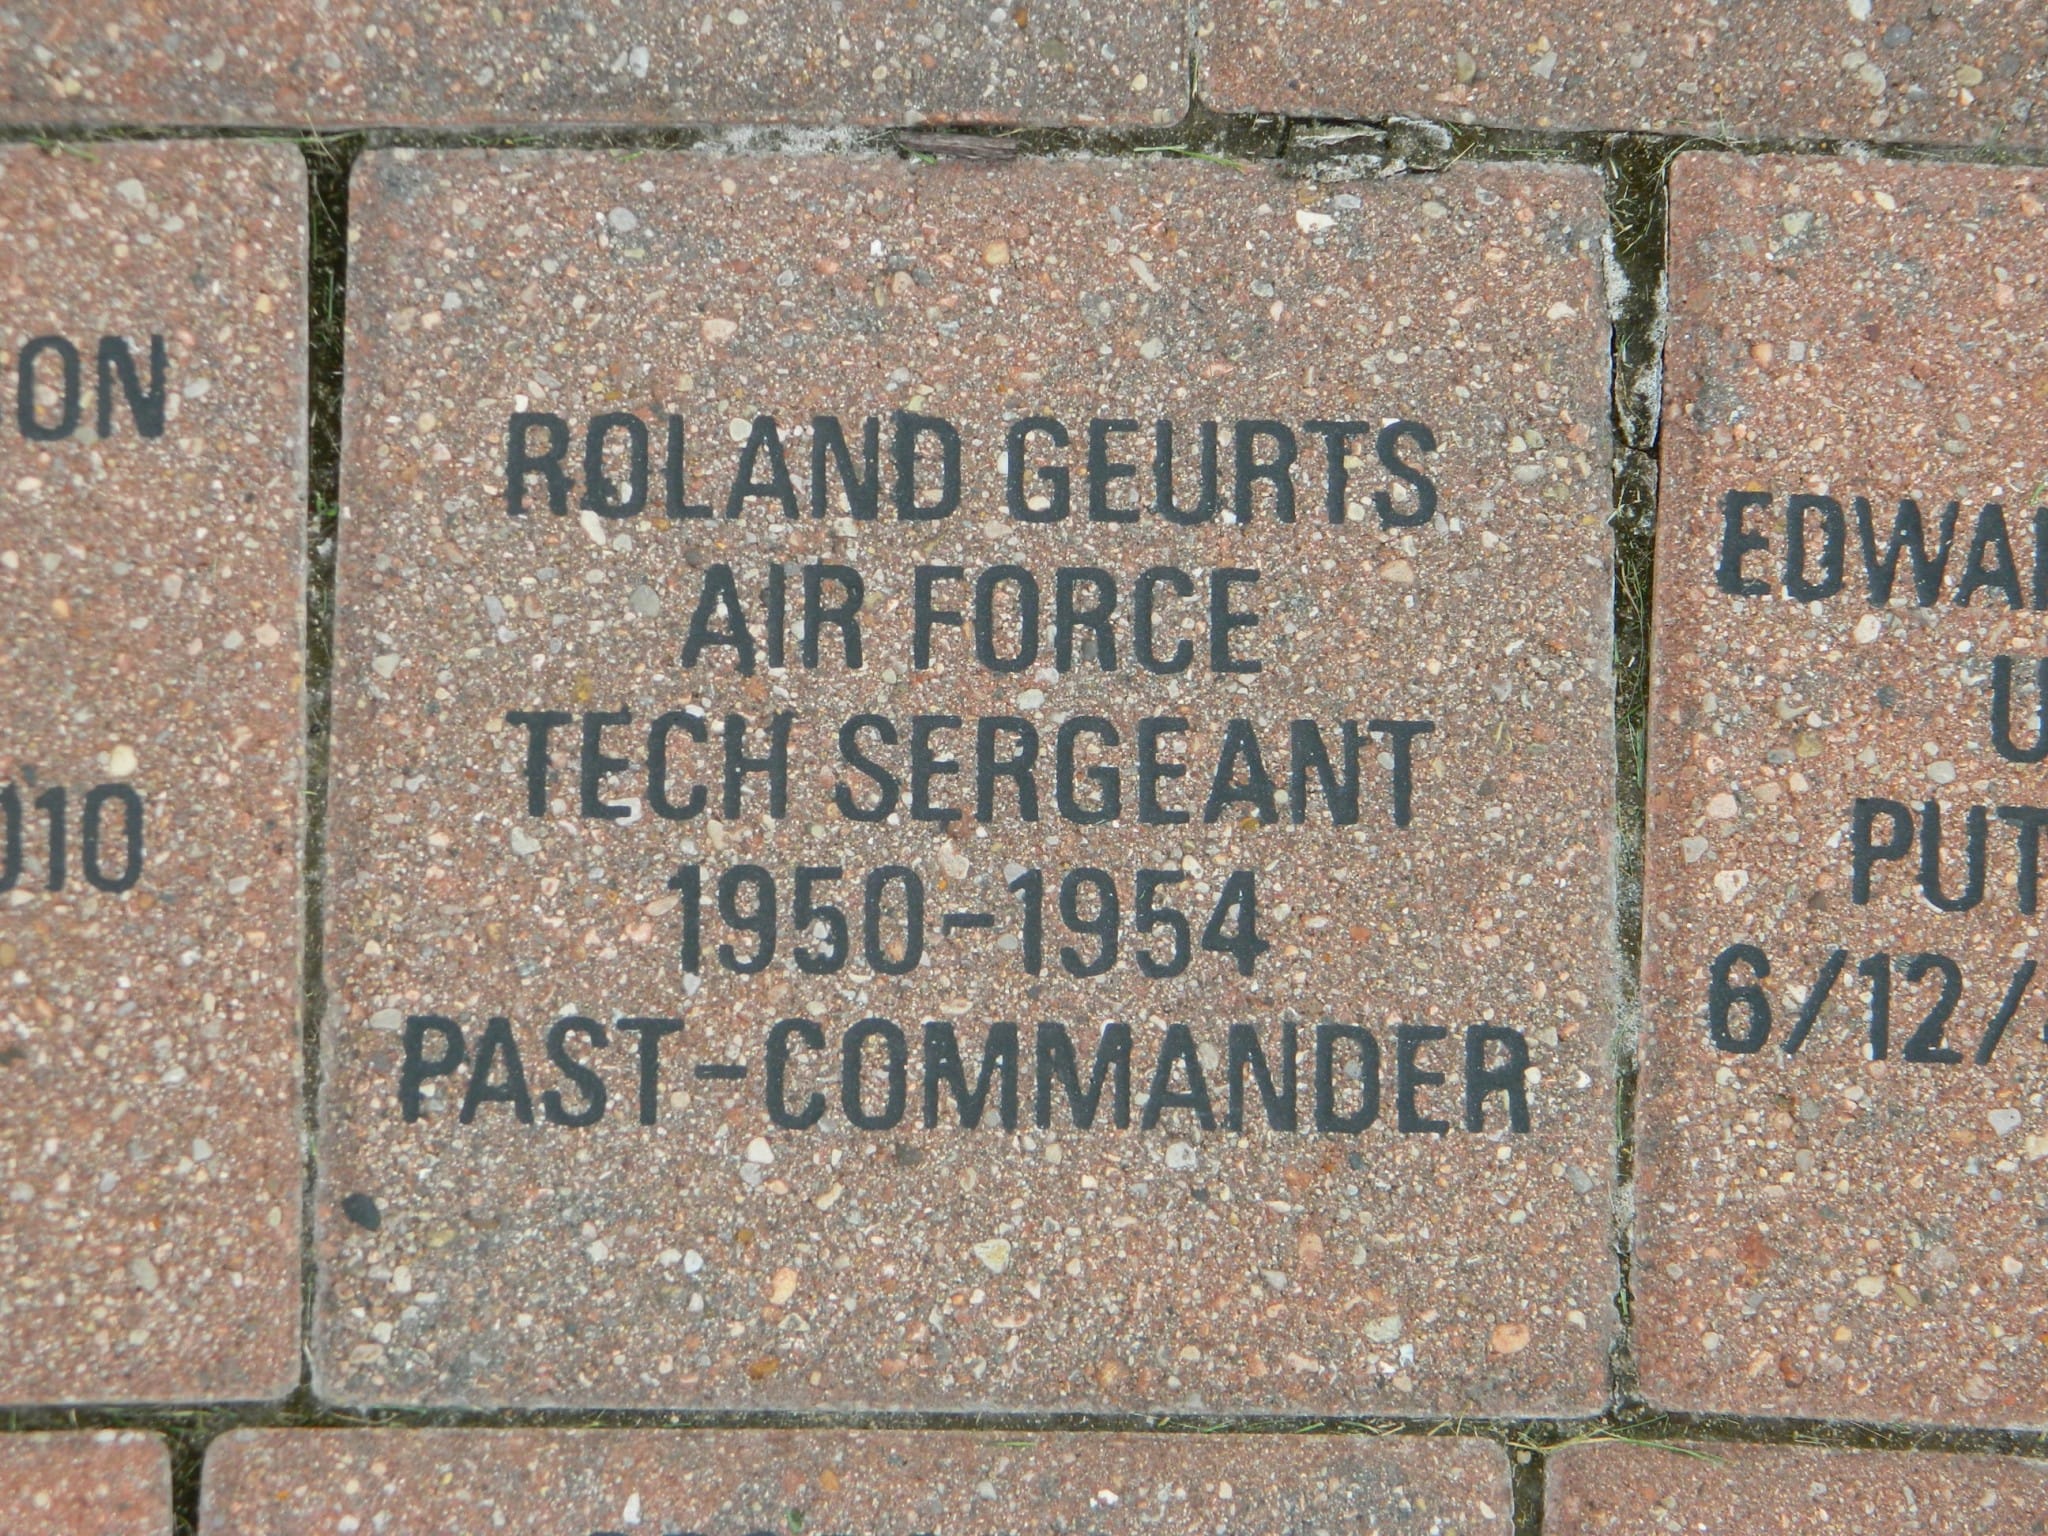 ROLAND GEURTS
AIR FORCE
TECH SERGEANT
1950-1954
PAST-COMMANDER